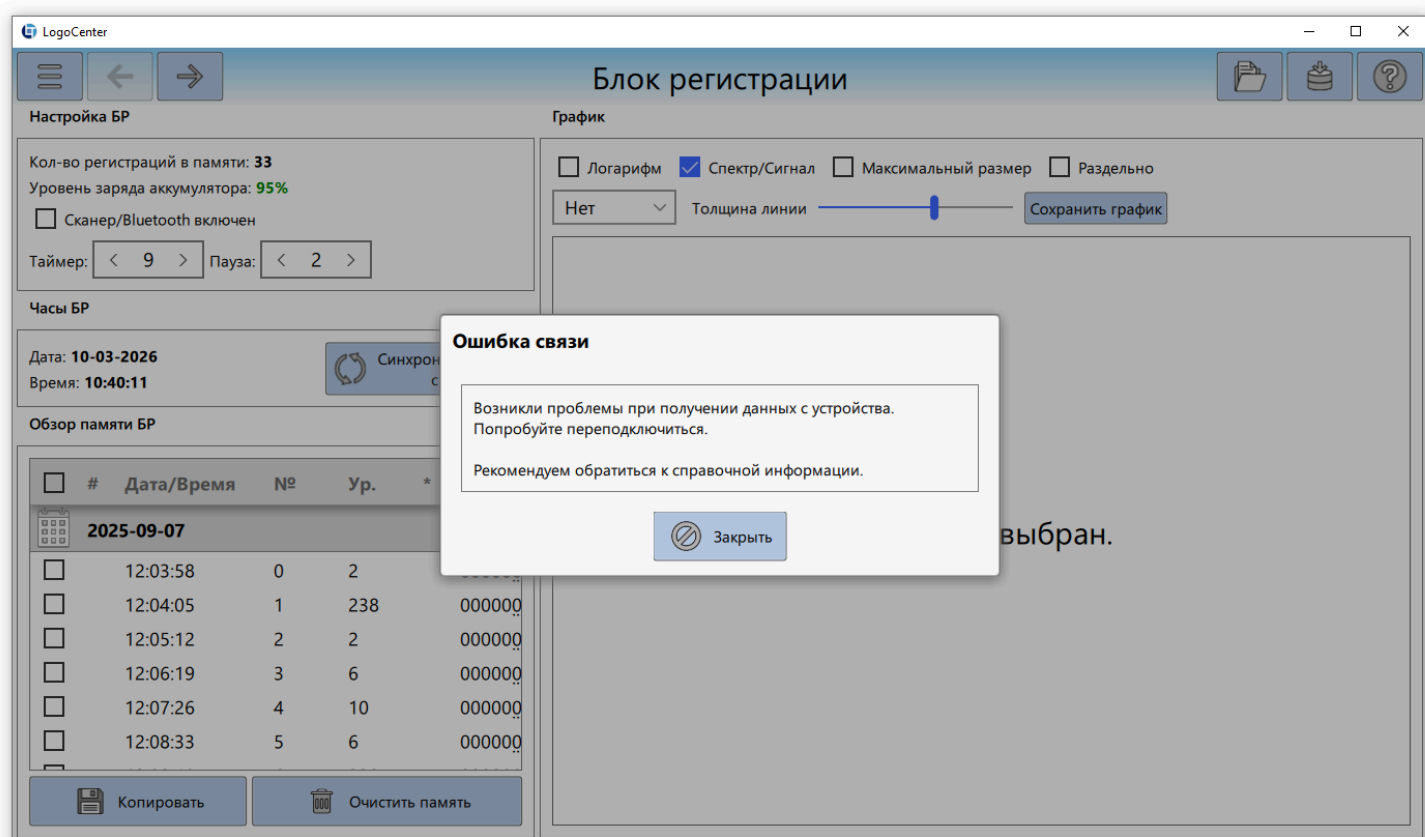 LogoCenter
Блок регистрации
Настройка БР
Кол-во регистраций в памяти: 33
Уровень заряда аккумулятора: 95%
Сканер/Bluetooth включен
Таймер: < 9 > Пауза: < 2 >
Часы БР
Дата: 10-03-2026
Время: 10:40:11
Обзор памяти БР
# Дата/Время № Ур. *
2025-09-07
12:03:58 0 2
12:04:05 1 238 000000
12:05:12 2 2 000000
12:06:19 3 6 000000
12:07:26 4 10 000000
12:08:33 5 6 000000
Копировать
Очистить память
График
Логарифм Спектр/Сигнал Максимальный размер Раздельно
Нет Толщина линии Сохранить график
выбран.
Ошибка связи
Возникли проблемы при получении данных с устройства.
Попробуйте переподключиться.
Рекомендуем обратиться к справочной информации.
Закрыть